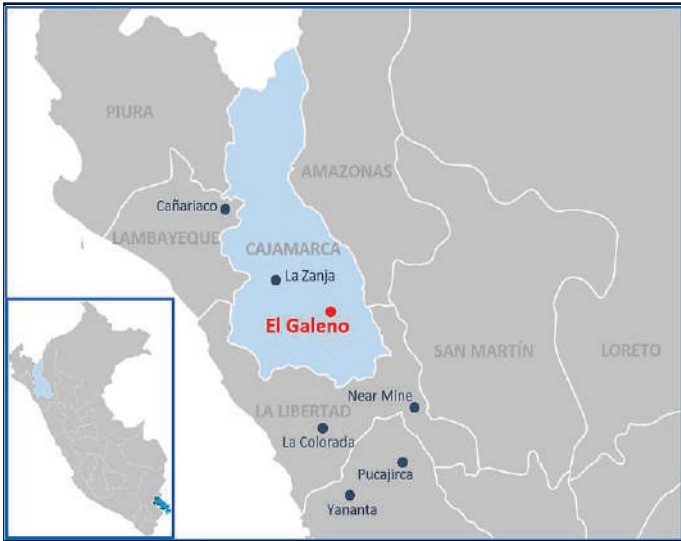 PIURA
AMAZONAS
Cañariaco
LAMBAYEQUE
CAJAMARCA
La Zanja
El Galeno
SAN MARTÍN
LORETO
Near Mine
LA LIBERTAD
La Colorada
Pucajirca
Yananta